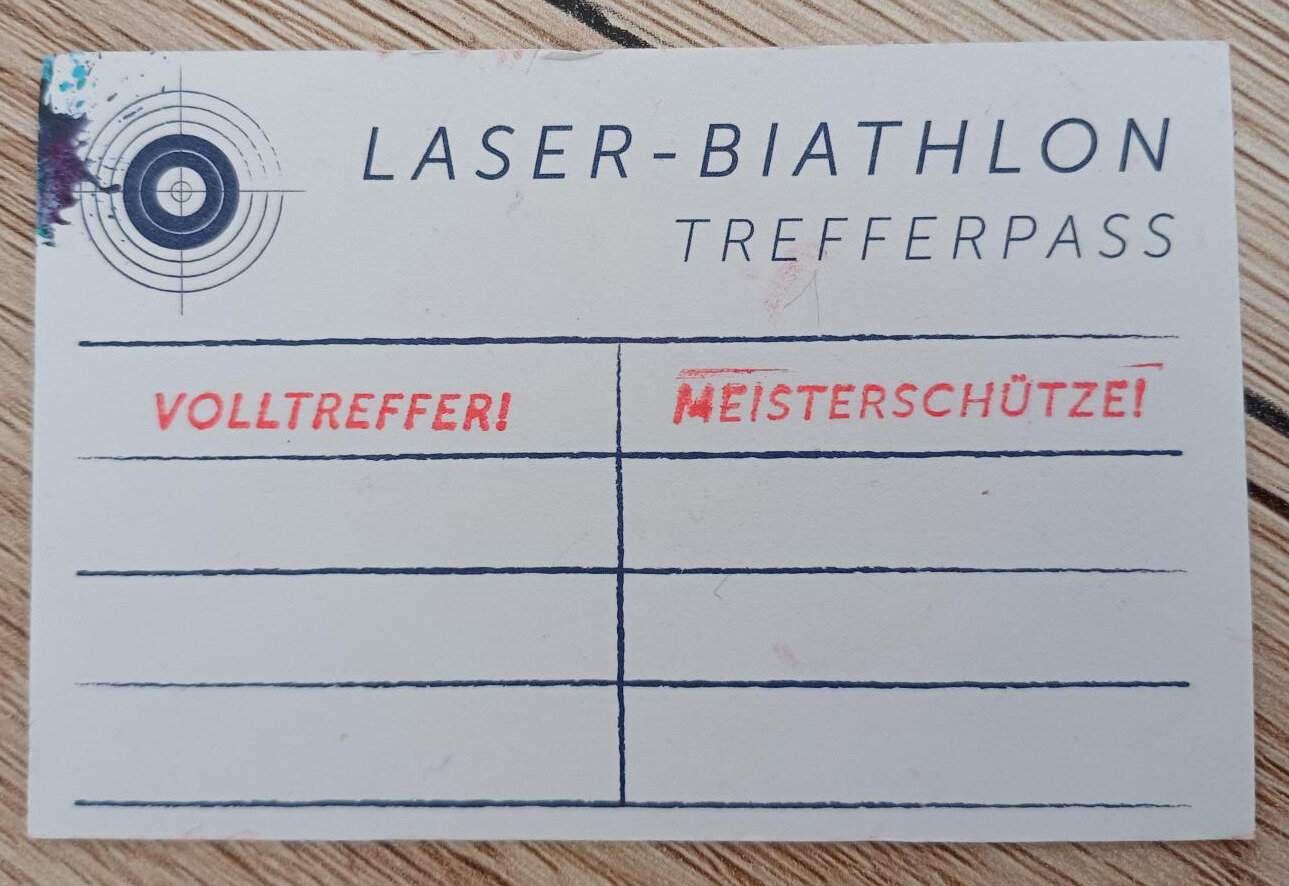 LASER-BIATHLON
TREFFERPASS
VOLLTREFFER! MEISTERSCHÜTZE!